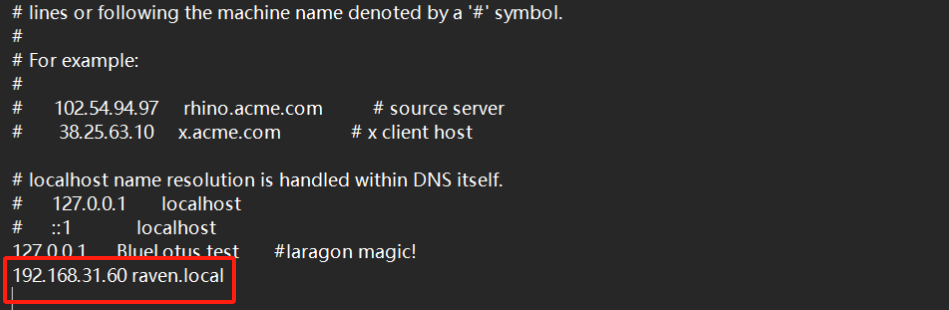 # lines or following the machine name denoted by a '#' symbol.
#
# For example:
#
#      102.54.94.97     rhino.acme.com          # source server
#       38.25.63.10     x.acme.com              # x client host
# localhost name resolution is handled within DNS itself.
#      127.0.0.1       localhost
#      ::1             localhost
127.0.0.1      BlueLotus.test      #laragon magic!
192.168.31.60 raven.local